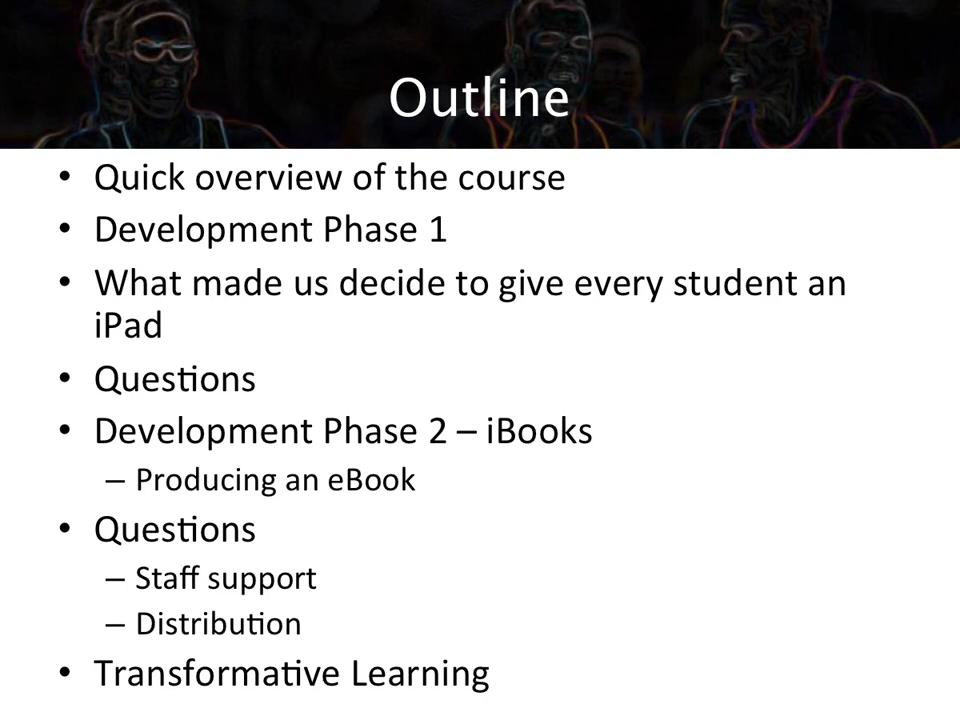 Outline
• Quick overview of the course
• Development Phase 1
• What made us decide to give every student an
iPad
• Questions
• Development Phase 2 – iBooks
– Producing an eBook
• Questions
– Staff support
– Distribution
• Transformative Learning